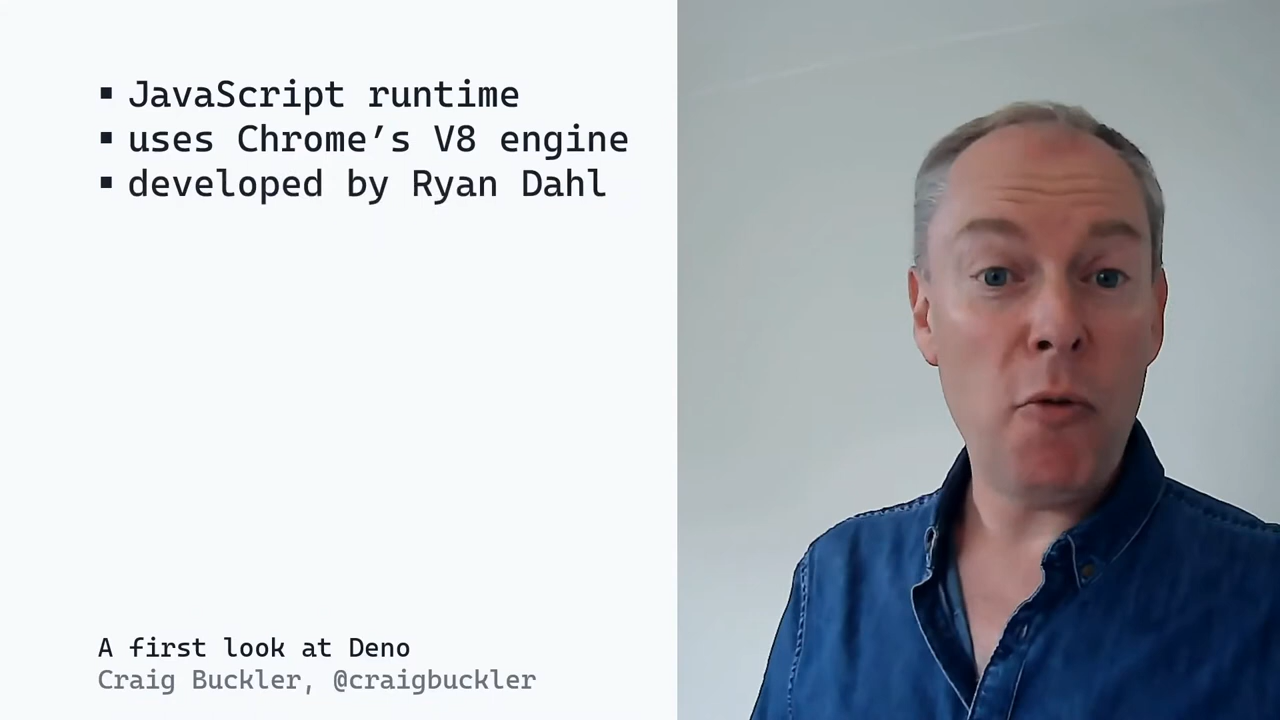 ▪ JavaScript runtime
▪ uses Chrome’s V8 engine
▪ developed by Ryan Dahl
A first look at Deno
Craig Buckler, @craigbuckler